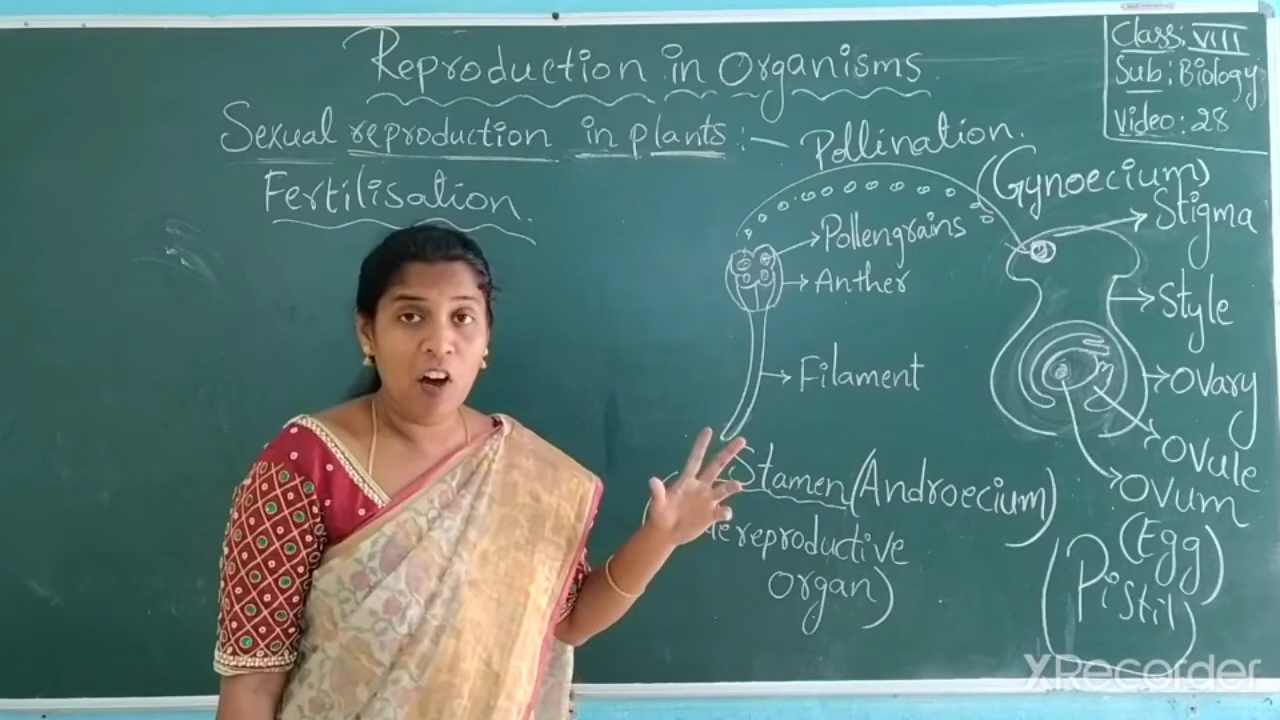 Reproduction in Organisms
Class: VIII
Sub: Biology
Video: 28
Sexual reproduction in plants:- Pollination.
Fertilisation.
(Gynoecium)
Stigma
Pollengrains
Anther
Style
Filament
Ovary
Ovule
Ovum
(Egg)
(Pistil)
Stamen (Androecium)
reproductive
organ)
XRecorder